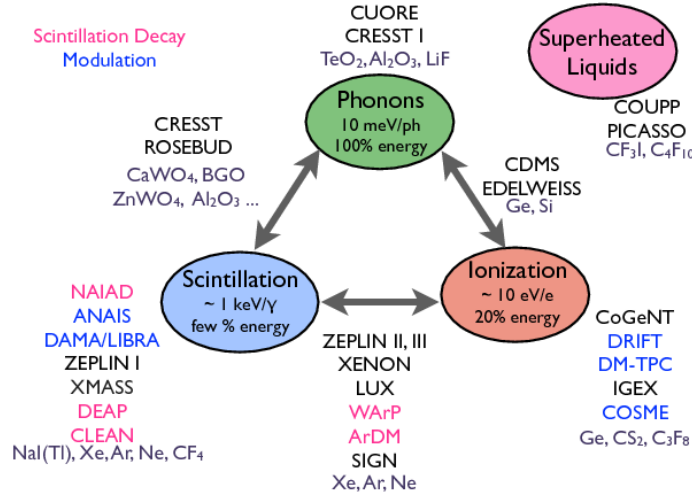 Scintillation Decay
Modulation
CUORE
CRESST I
TeO₂, Al₂O₃, LiF
Superheated
Liquids
COUPP
PICASSO
CF₃I, C₄F₁₀
Phonons
10 meV/ph
100% energy
CRESST
ROSEBUD
CaWO₄, BGO
ZnWO₄, Al₂O₃ ...
CDMS
EDELWEISS
Ge, Si
Scintillation
~ 1 keV/γ
few % energy
Ionization
~ 10 eV/e
20% energy
NAIAD
ANAIS
DAMA/LIBRA
ZEPLIN I
XMASS
DEAP
CLEAN
NaI(Tl), Xe, Ar, Ne, CF₄
ZEPLIN II, III
XENON
LUX
WArP
ArDM
SIGN
Xe, Ar, Ne
CoGeNT
DRIFT
DM-TPC
IGEX
COSME
Ge, CS₂, C₃F₈